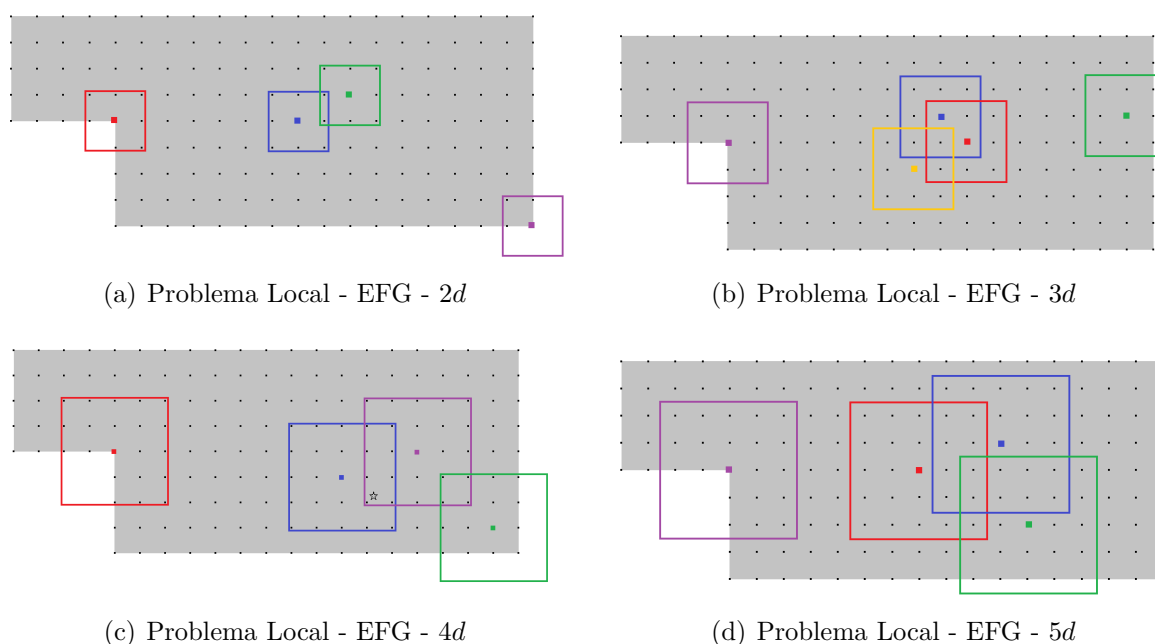 (a) Problema Local - EFG - 2d
(b) Problema Local - EFG - 3d
(c) Problema Local - EFG - 4d
(d) Problema Local - EFG - 5d